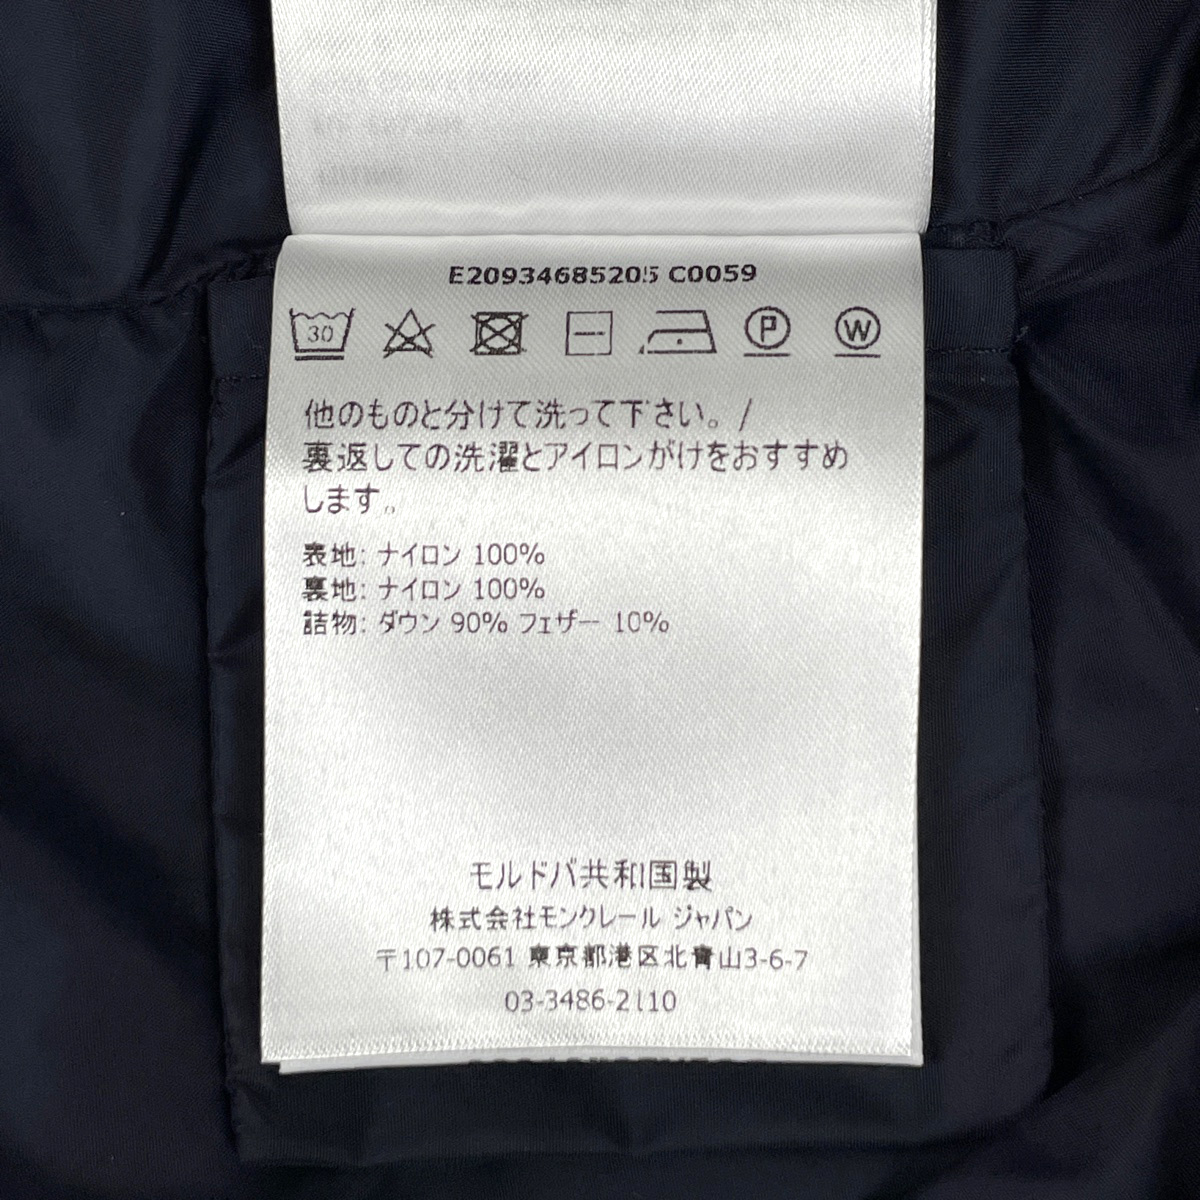 E20934685205 C0059
30
P
W
他のものと分けて洗って下さい。/
裏返しての洗濯とアイロンがけをおすすめ
します。
表地: ナイロン 100%
裏地: ナイロン 100%
詰物: ダウン 90% フェザー 10%
モルドバ共和国製
株式会社モンクレール ジャパン
〒107-0061 東京都港区北青山3-6-7
03-3486-2110